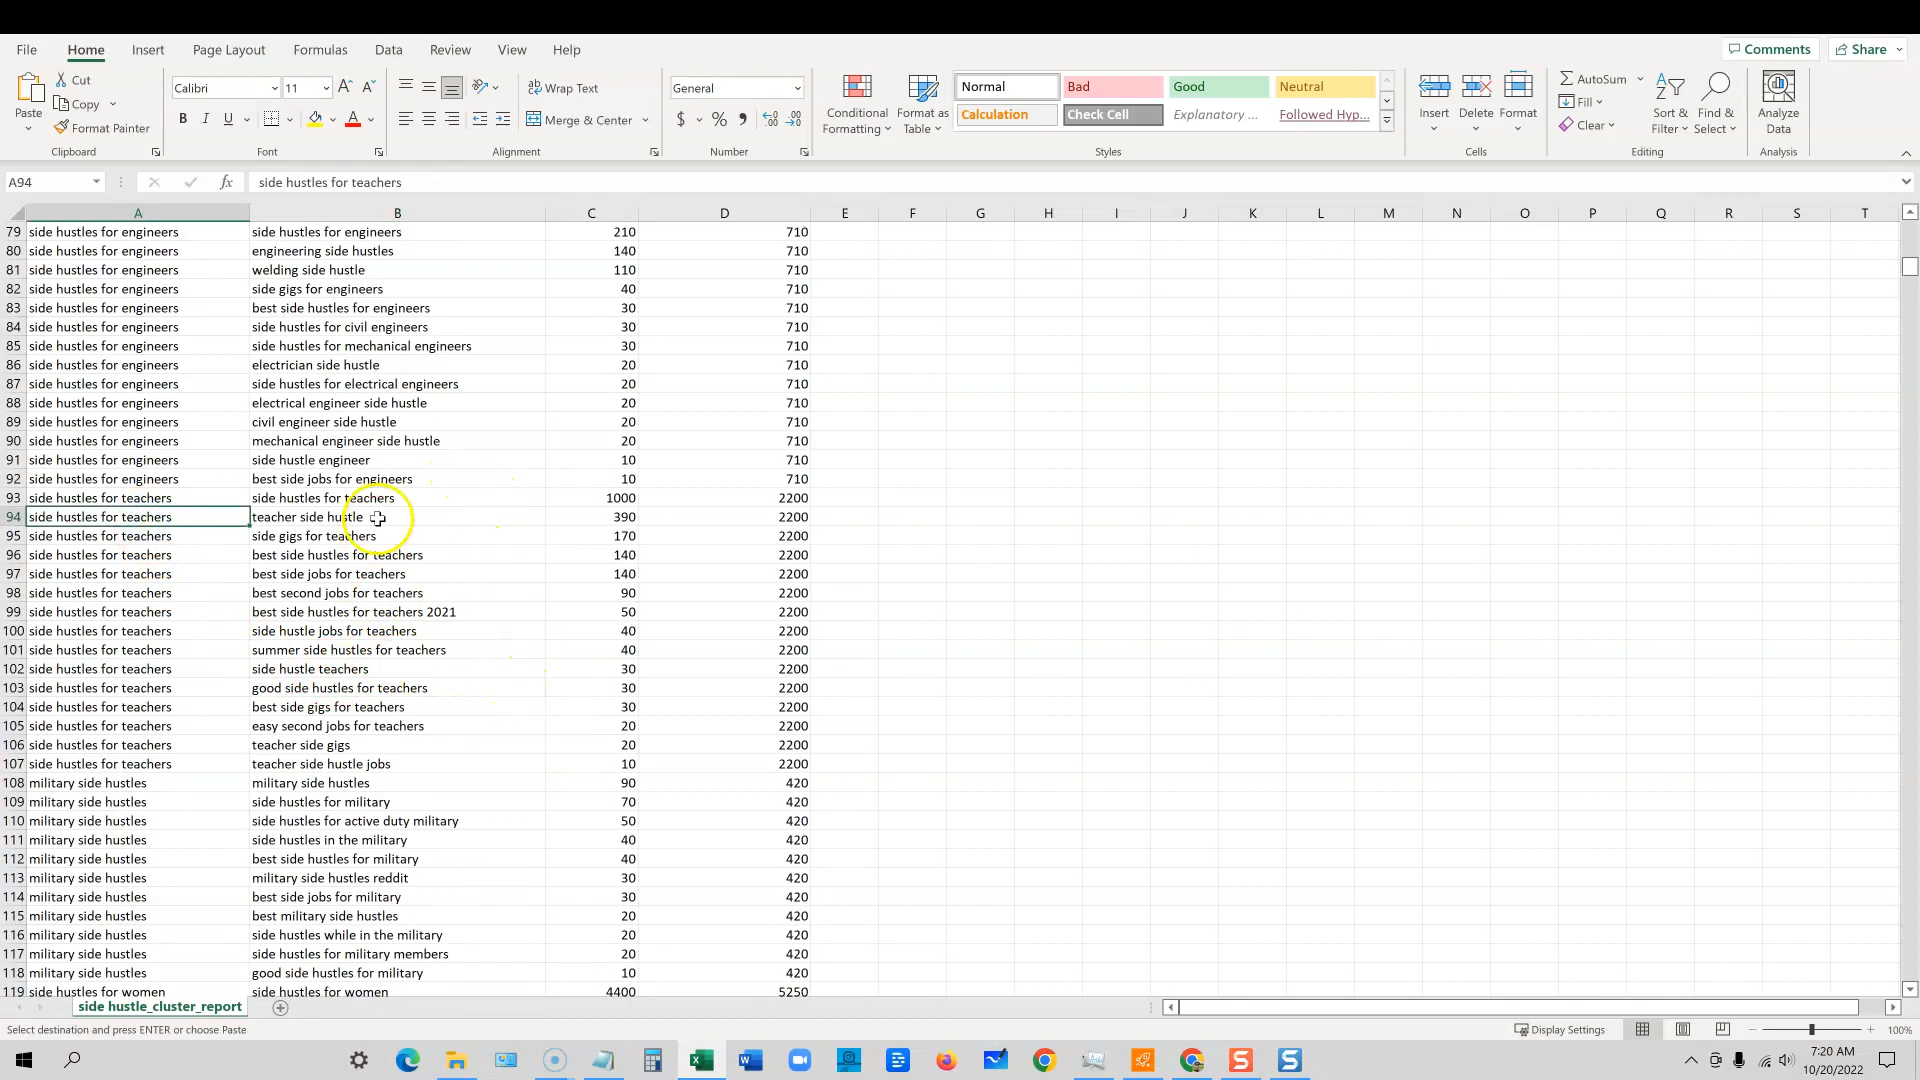 File Home Insert Page Layout Formulas Data Review View Help Comments Share
Cut
Copy
Format Painter
Paste
Clipboard
Calibri 11
B I U
Font
Wrap Text
Merge & Center
Alignment
General
$ % 9
Number
Conditional Formatting
Format as Table
Normal Bad Good Neutral
Calculation Check Cell Explanatory ... Followed Hyp...
Styles
Insert Delete Format
Cells
AutoSum
Fill
Clear
Sort & Filter
Find & Select
Editing
Analyze Data
Analysis
A94 fx side hustles for teachers
A B C D E F G H I J K L M N O P Q R S T
79 side hustles for engineers side hustles for engineers 210 710
80 side hustles for engineers engineering side hustles 140 710
81 side hustles for engineers welding side hustle 110 710
82 side hustles for engineers side gigs for engineers 40 710
83 side hustles for engineers best side hustles for engineers 30 710
84 side hustles for engineers side hustles for civil engineers 30 710
85 side hustles for engineers side hustles for mechanical engineers 30 710
86 side hustles for engineers electrician side hustle 20 710
87 side hustles for engineers side hustles for electrical engineers 20 710
88 side hustles for engineers electrical engineer side hustle 20 710
89 side hustles for engineers civil engineer side hustle 20 710
90 side hustles for engineers mechanical engineer side hustle 20 710
91 side hustles for engineers side hustle engineer 10 710
92 side hustles for engineers best side jobs for engineers 10 710
93 side hustles for teachers side hustles for teachers 1000 2200
94 side hustles for teachers teacher side hustle 390 2200
95 side hustles for teachers side gigs for teachers 170 2200
96 side hustles for teachers best side hustles for teachers 140 2200
97 side hustles for teachers best side jobs for teachers 140 2200
98 side hustles for teachers best second jobs for teachers 90 2200
99 side hustles for teachers best side hustles for teachers 2021 50 2200
100 side hustles for teachers side hustle jobs for teachers 40 2200
101 side hustles for teachers summer side hustles for teachers 40 2200
102 side hustles for teachers side hustle teachers 30 2200
103 side hustles for teachers good side hustles for teachers 30 2200
104 side hustles for teachers best side gigs for teachers 30 2200
105 side hustles for teachers easy second jobs for teachers 20 2200
106 side hustles for teachers teacher side gigs 20 2200
107 side hustles for teachers teacher side hustle jobs 10 2200
108 military side hustles military side hustles 90 420
109 military side hustles side hustles for military 70 420
110 military side hustles side hustles for active duty military 50 420
111 military side hustles side hustles in the military 40 420
112 military side hustles best side hustles for military 40 420
113 military side hustles military side hustles reddit 30 420
114 military side hustles best side jobs for military 30 420
115 military side hustles best military side hustles 20 420
116 military side hustles side hustles while in the military 20 420
117 military side hustles side hustles for military members 20 420
118 military side hustles good side hustles for military 10 420
119 side hustles for women side hustles for women 4400 5250
side hustle_cluster_report
Select destination and press ENTER or choose Paste Display Settings 100%
7:20 AM
10/20/2022